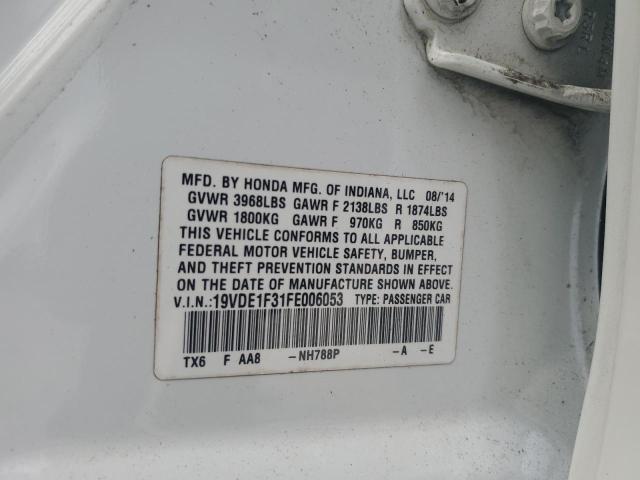 MFD. BY HONDA MFG. OF INDIANA, LLC 08/'14
GVWR 3968LBS GAWR F 2138LBS R 1874LBS
GVWR 1800KG GAWR F 970KG R 850KG
THIS VEHICLE CONFORMS TO ALL APPLICABLE
FEDERAL MOTOR VEHICLE SAFETY, BUMPER,
AND THEFT PREVENTION STANDARDS IN EFFECT
ON THE DATE OF MANUFACTURE SHOWN ABOVE.
V.I.N.: 19VDE1F31FE006053 TYPE: PASSENGER CAR
TX6 F AA8 -NH788P -A -E